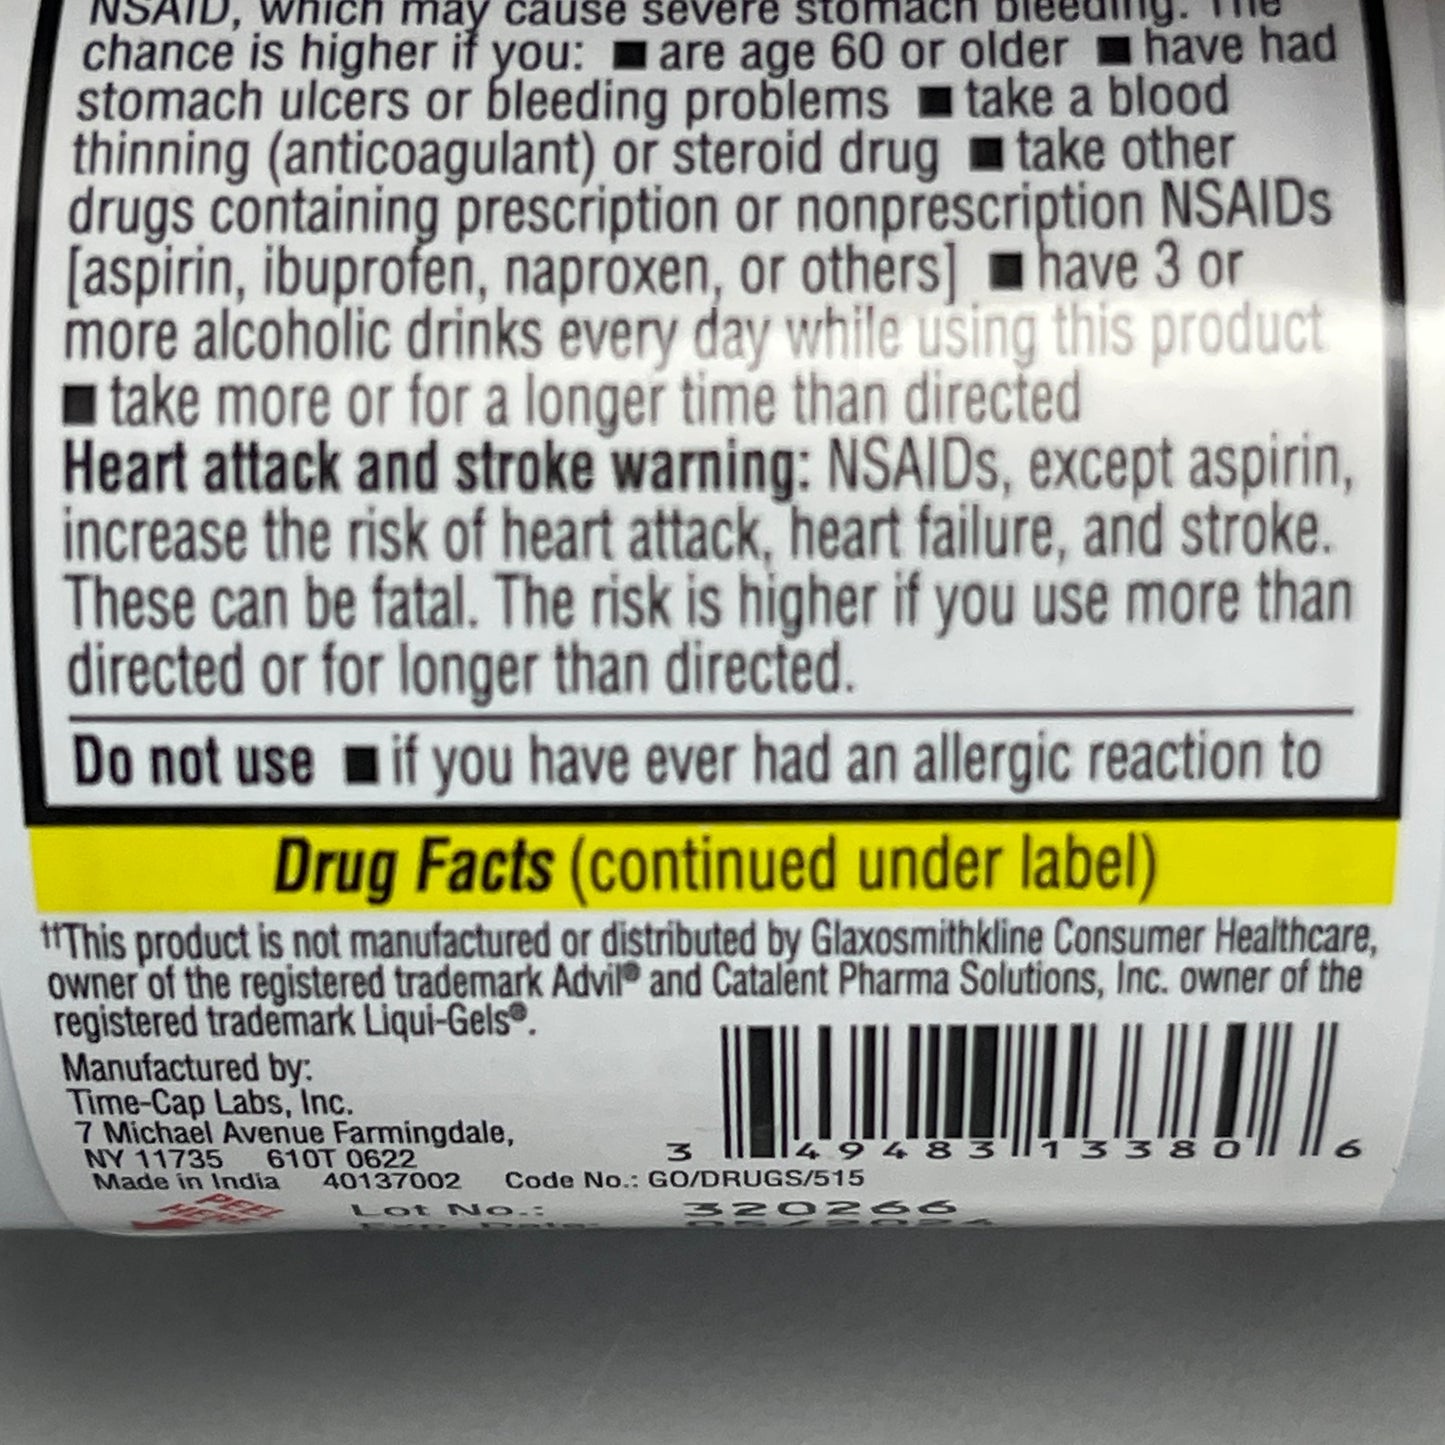 NSAID, which may cause severe stomach bleeding. The
chance is higher if you: ■ are age 60 or older ■ have had
stomach ulcers or bleeding problems ■ take a blood
thinning (anticoagulant) or steroid drug ■ take other
drugs containing prescription or nonprescription NSAIDs
[aspirin, ibuprofen, naproxen, or others] ■ have 3 or
more alcoholic drinks every day while using this product
■ take more or for a longer time than directed
Heart attack and stroke warning: NSAIDs, except aspirin,
increase the risk of heart attack, heart failure, and stroke.
These can be fatal. The risk is higher if you use more than
directed or for longer than directed.
Do not use ■ if you have ever had an allergic reaction to
Drug Facts (continued under label)
††This product is not manufactured or distributed by Glaxosmithkline Consumer Healthcare,
owner of the registered trademark Advil® and Catalent Pharma Solutions, Inc. owner of the
registered trademark Liqui-Gels®.
Manufactured by:
Time-Cap Labs, Inc.
7 Michael Avenue Farmingdale,
NY 11735 610T 0622
Made in India 40137002 Code No.: GO/DRUGS/515
3 49483 13380 6
PEEL
HERE
Lot No.: 320266
Exp. Date: 05/2024